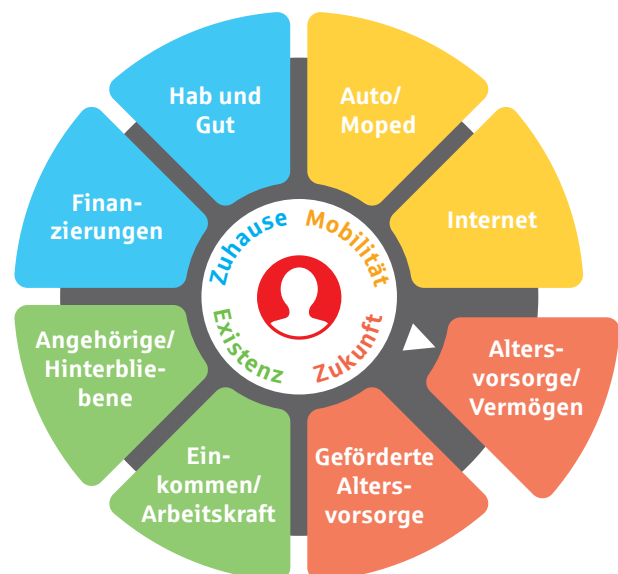 Hab und
Gut
Auto/
Moped
Finan-
zierungen
Internet
Zuhause
Mobilität
Existenz
Zukunft
Angehörige/
Hinterblie-
bene
Alters-
vorsorge/
Vermögen
Ein-
kommen/
Arbeitskraft
Geförderte
Alters-
vorsorge